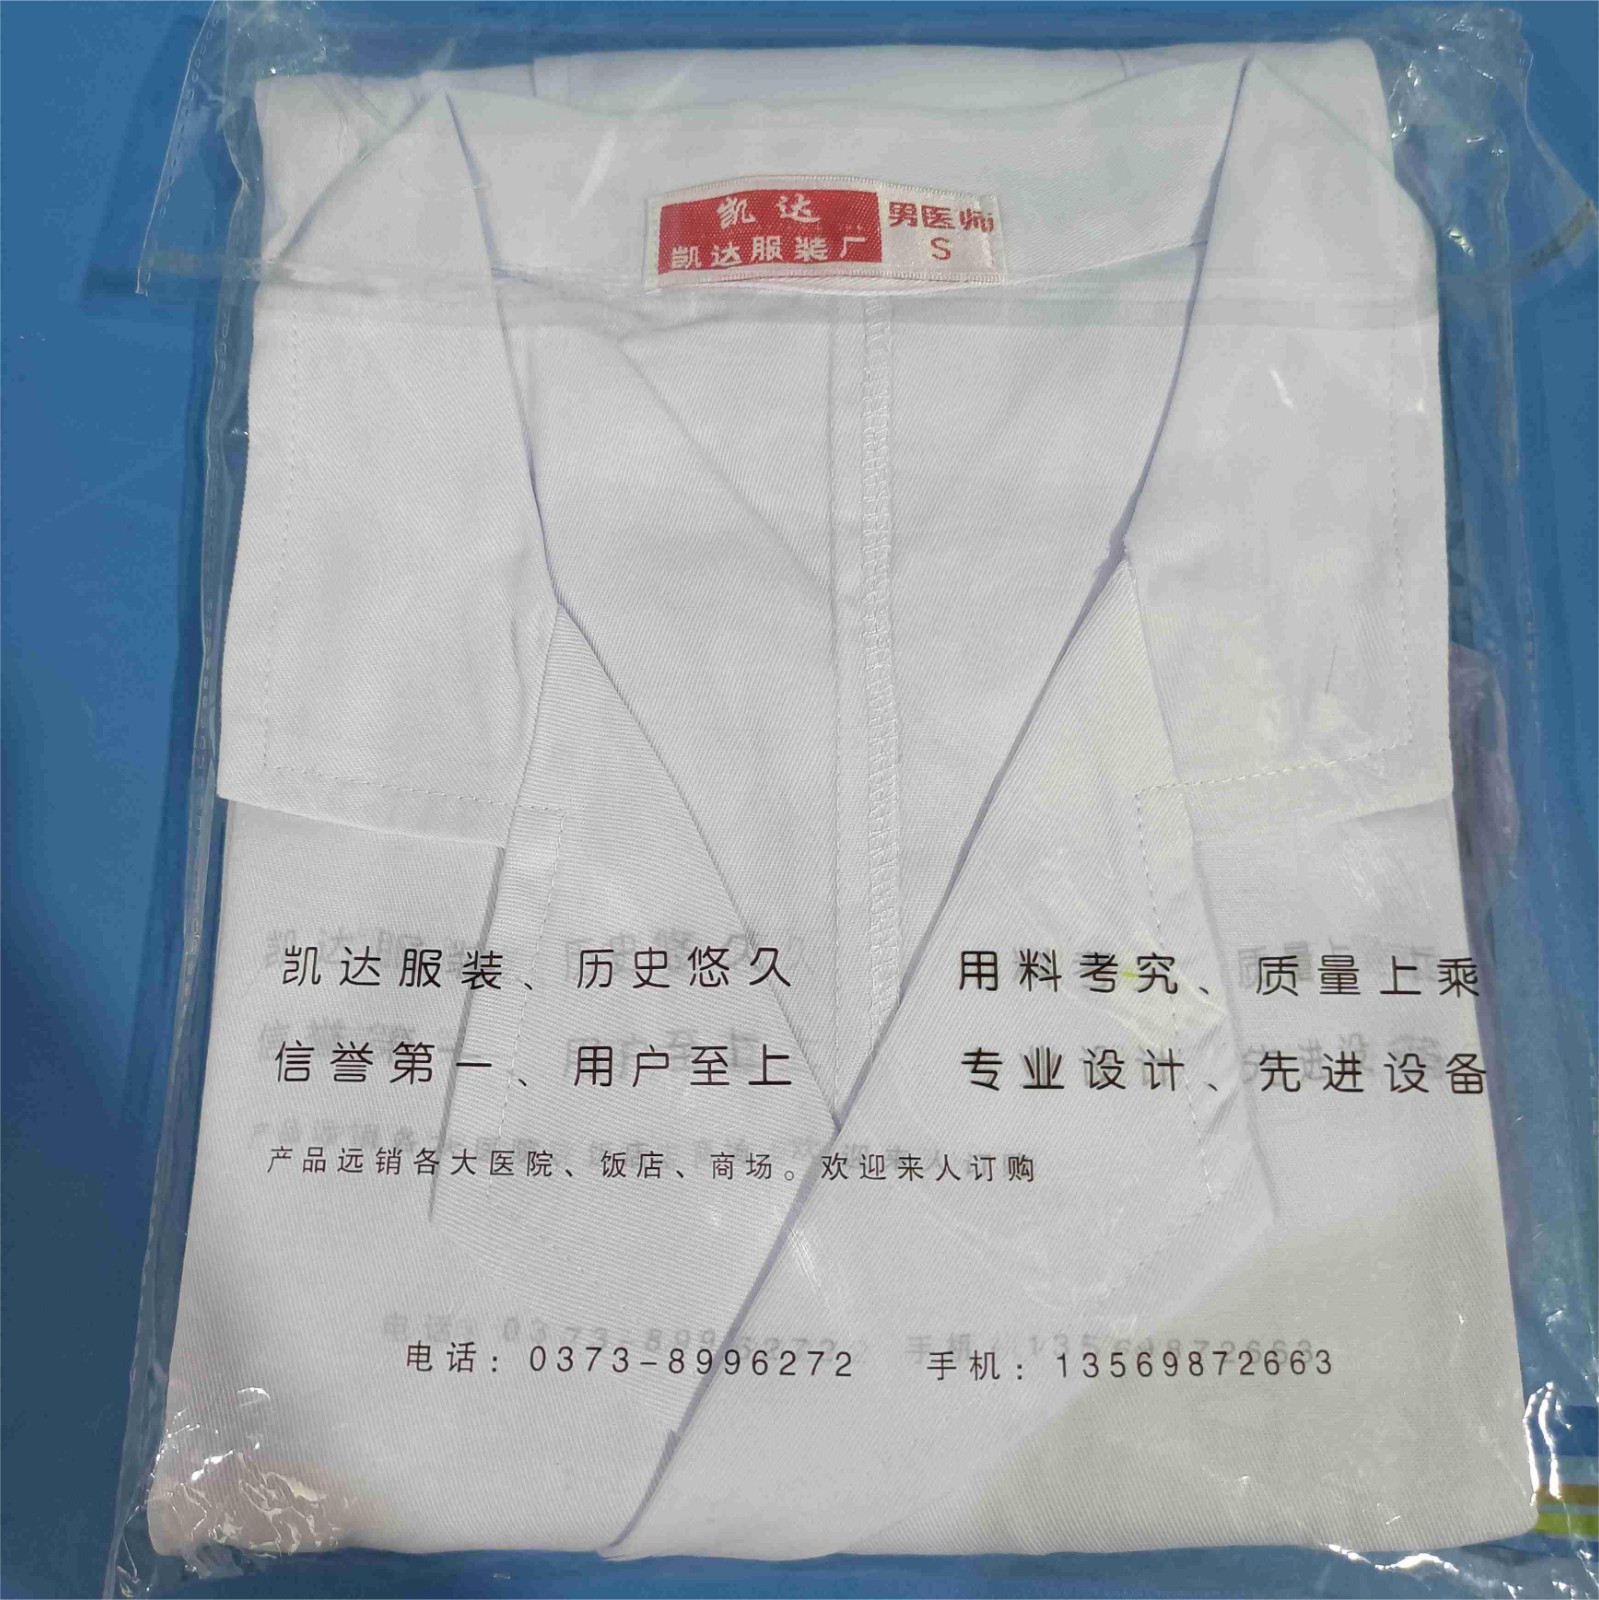 凯达 男医师
凯达服装厂 S
凯达服装、历史悠久 用料考究、质量上乘
信誉第一、用户至上 专业设计、先进设备
产品远销各大医院、饭店、商场。欢迎来人订购
电话：0373-8996272 手机：13569872663